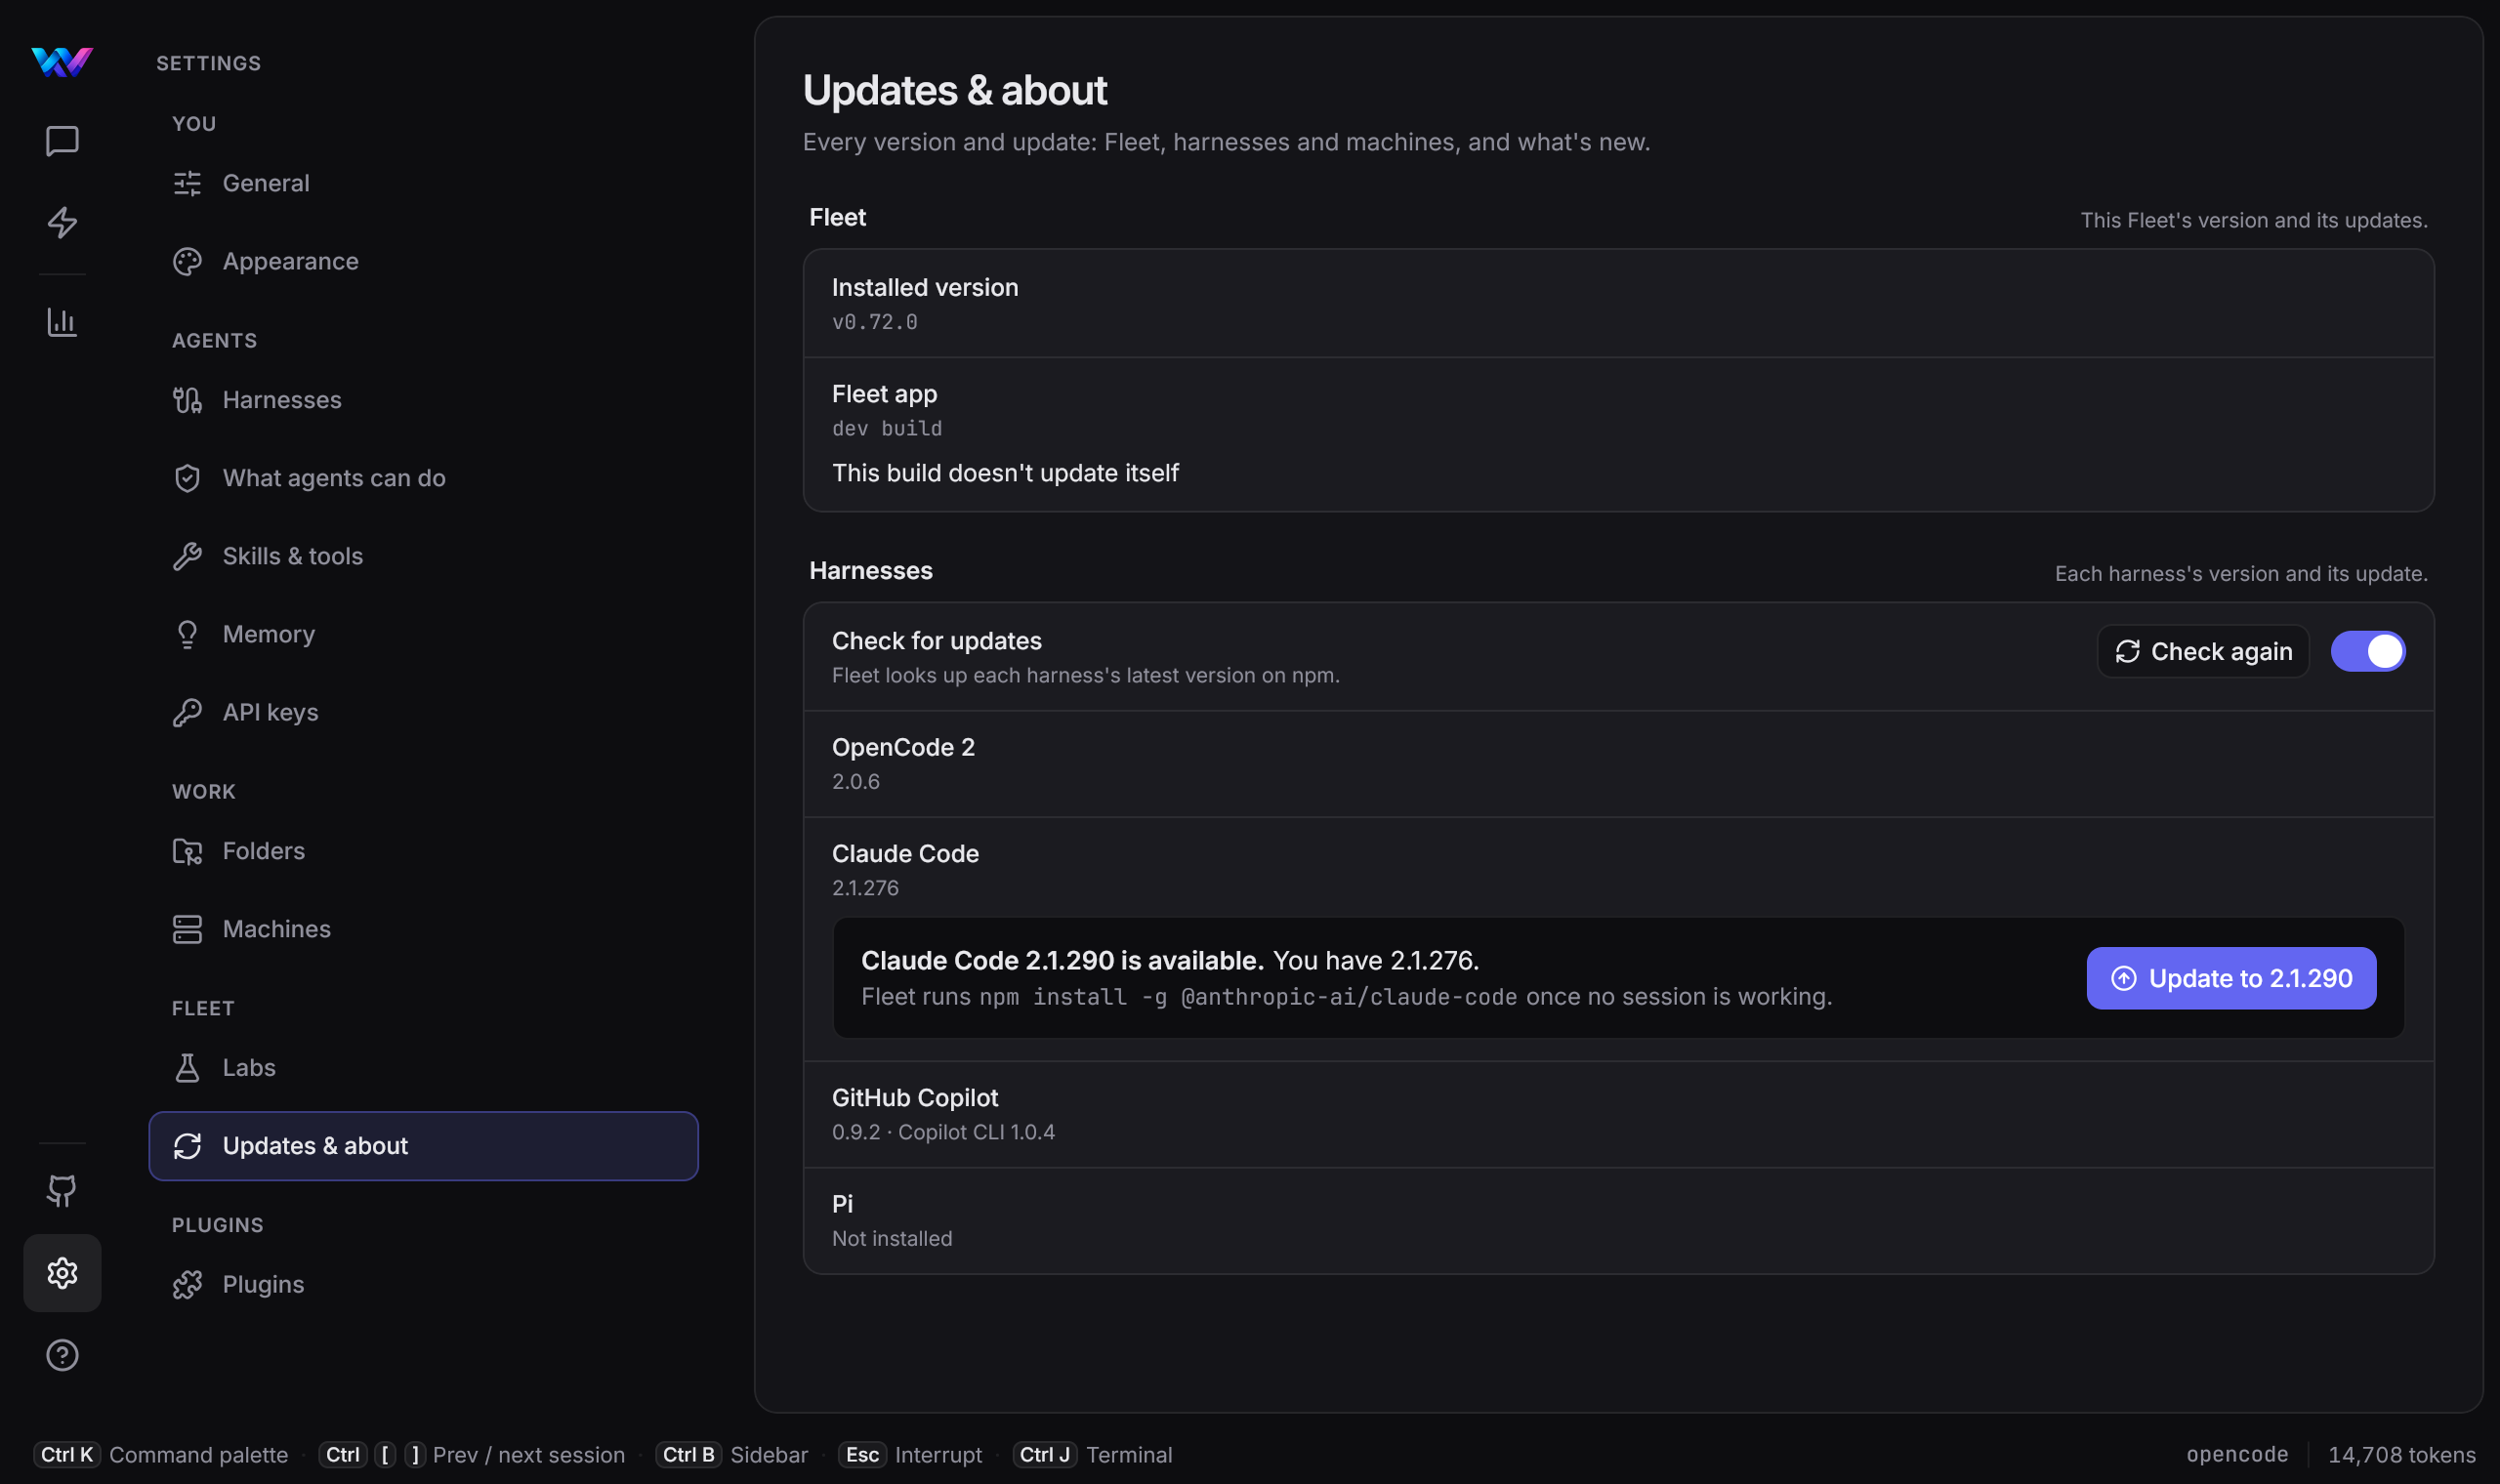 SETTINGS
YOU
General
Appearance
AGENTS
Harnesses
What agents can do
Skills & tools
Memory
API keys
WORK
Folders
Machines
FLEET
Labs
Updates & about
PLUGINS
Plugins
Updates & about
Every version and update: Fleet, harnesses and machines, and what's new.
Fleet
This Fleet's version and its updates.
Installed version
v0.72.0
Fleet app
dev build
This build doesn't update itself
Harnesses
Each harness's version and its update.
Check for updates
Fleet looks up each harness's latest version on npm.
Check again
OpenCode 2
2.0.6
Claude Code
2.1.276
Claude Code 2.1.290 is available. You have 2.1.276.
Fleet runs npm install -g @anthropic-ai/claude-code once no session is working.
Update to 2.1.290
GitHub Copilot
0.9.2 · Copilot CLI 1.0.4
Pi
Not installed
Ctrl K Command palette · Ctrl [ ] Prev / next session · Ctrl B Sidebar · Esc Interrupt · Ctrl J Terminal
opencode
14,708 tokens